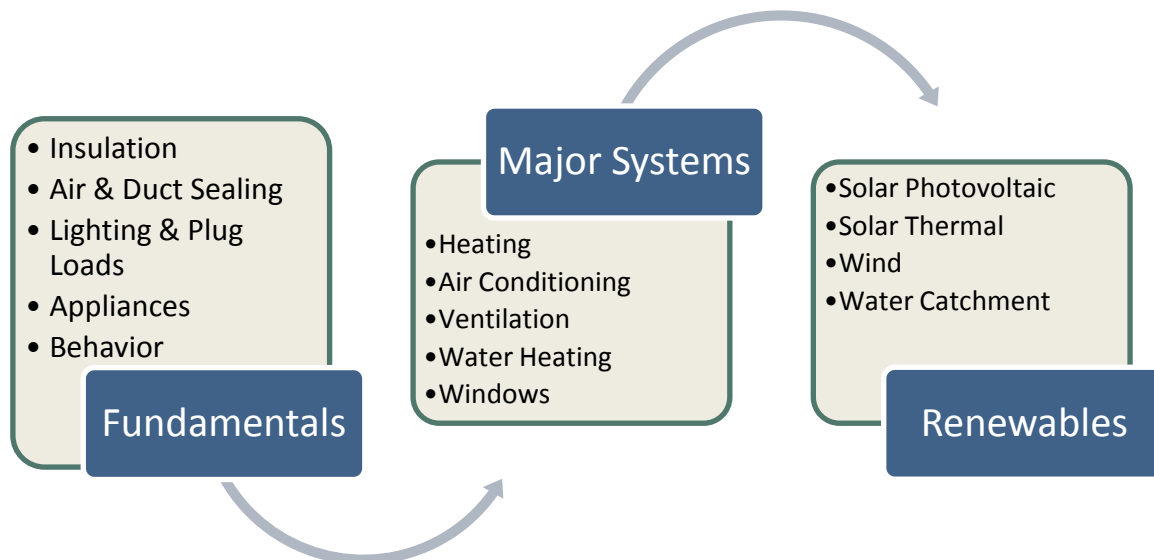 • Insulation
• Air & Duct Sealing
• Lighting & Plug
Loads
• Appliances
• Behavior
Fundamentals
Major Systems
•Heating
•Air Conditioning
•Ventilation
•Water Heating
•Windows
•Solar Photovoltaic
•Solar Thermal
•Wind
•Water Catchment
Renewables